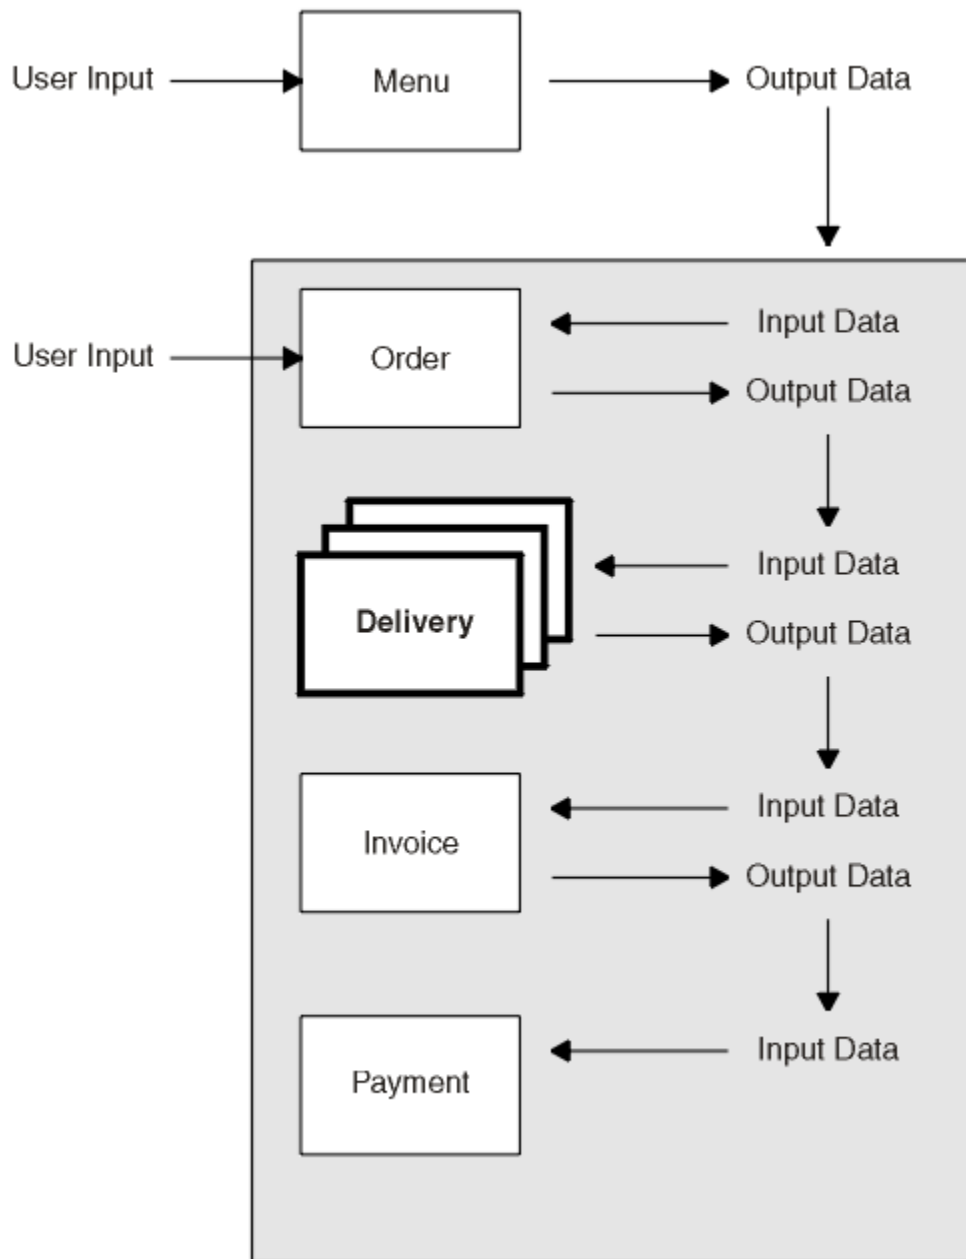 User Input
Menu
Output Data
Input Data
User Input
Order
Output Data
Input Data
Delivery
Output Data
Input Data
Invoice
Output Data
Input Data
Payment